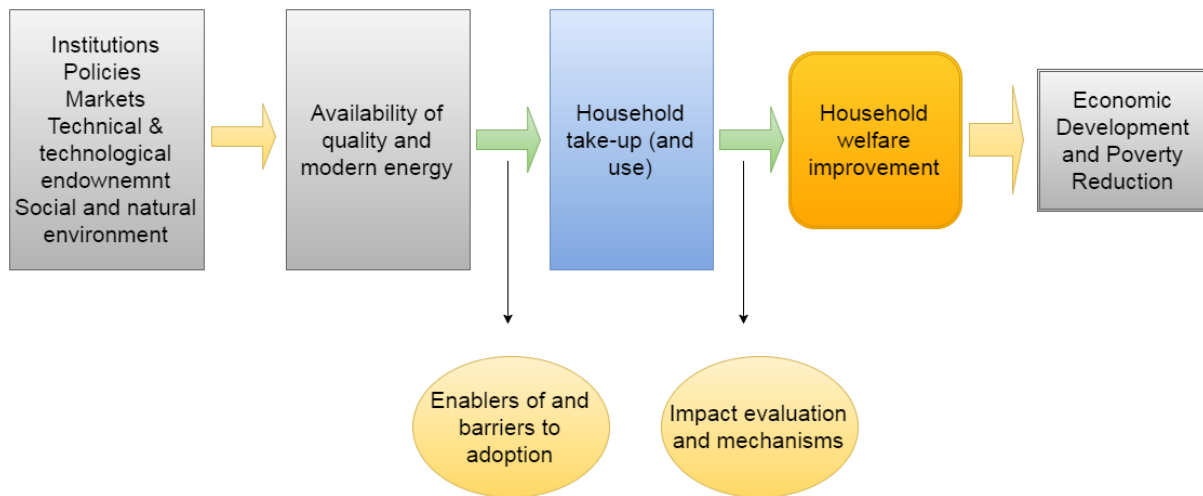 Institutions
Policies
Markets
Technical &
technological
endownemnt
Social and natural
environment
Availability of
quality and
modern energy
Household
take-up (and
use)
Household
welfare
improvement
Economic
Development
and Poverty
Reduction
Enablers of and
barriers to
adoption
Impact evaluation
and mechanisms